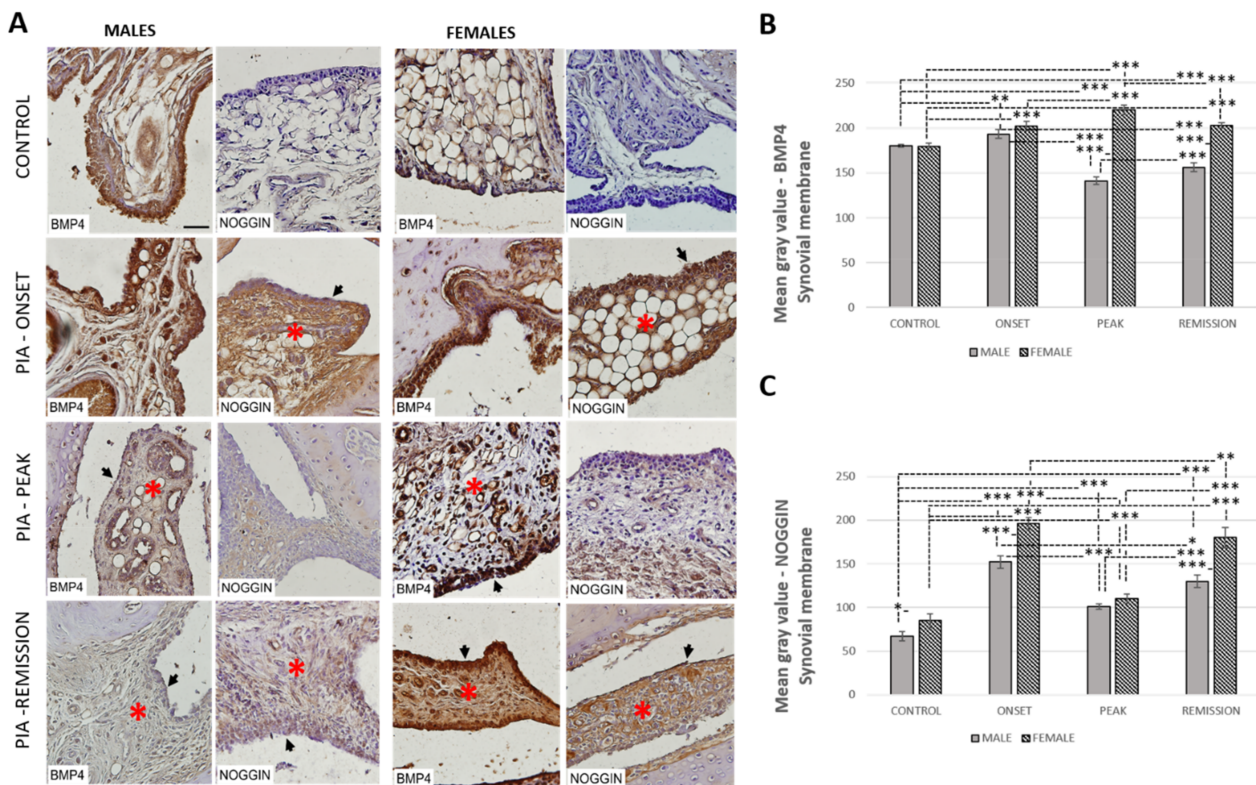 A
MALES
FEMALES
CONTROL
BMP4
NOGGIN
BMP4
NOGGIN
PIA - ONSET
BMP4
NOGGIN
BMP4
NOGGIN
PIA - PEAK
BMP4
NOGGIN
BMP4
NOGGIN
PIA -REMISSION
BMP4
NOGGIN
BMP4
NOGGIN
B
Mean gray value - BMP4
Synovial membrane
250
200
150
100
50
0
***
***
***
**
***
***
***
***
***
***
***
***
***
CONTROL
ONSET
PEAK
REMISSION
MALE
FEMALE
C
Mean gray value - NOGGIN
Synovial membrane
250
200
150
100
50
0
**
***
***
***
***
***
***
***
***
*
***
***
***
*
CONTROL
ONSET
PEAK
REMISSION
MALE
FEMALE